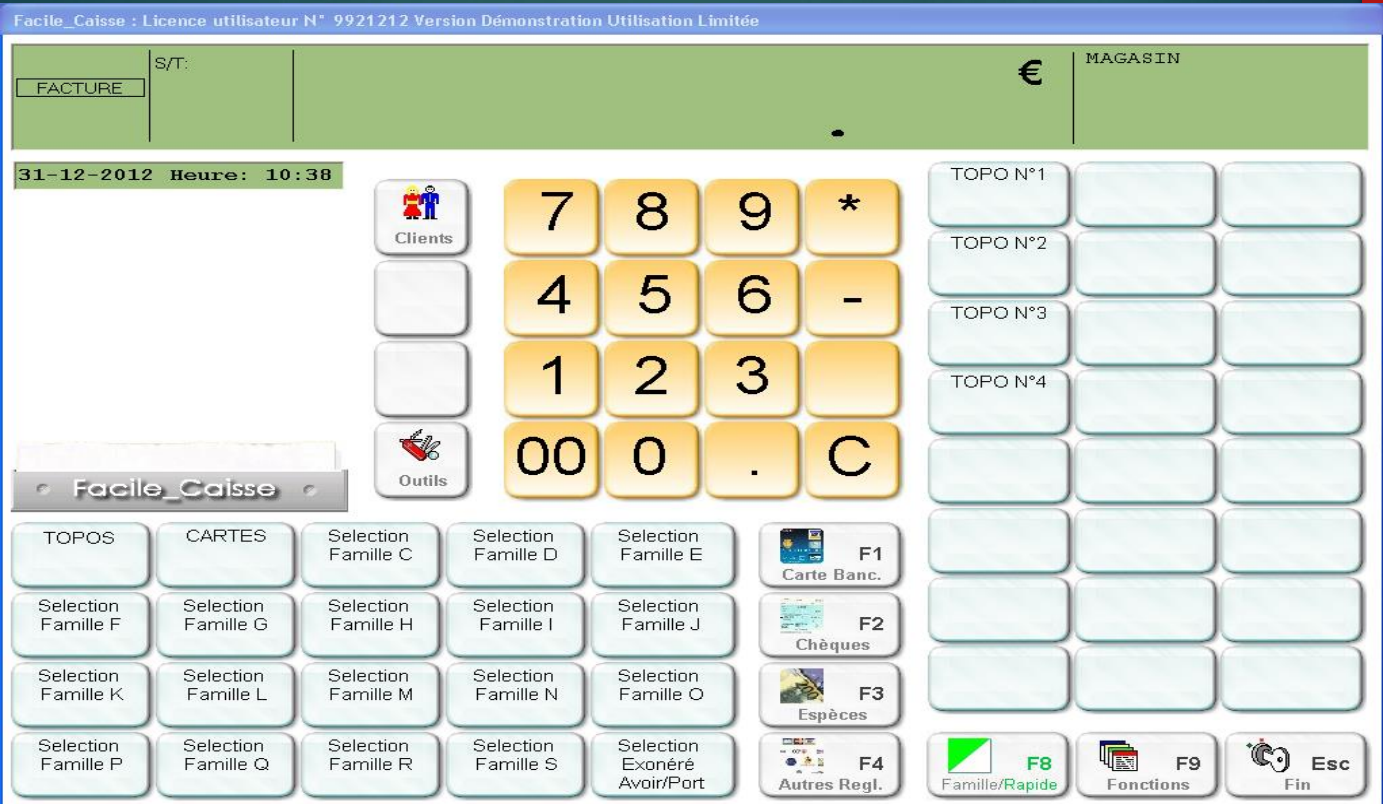 Facile_Caisse : Licence utilisateur N° 9921212 Version Démonstration Utilisation Limitée
FACTURE
S/T:
€
.
MAGASIN
31-12-2012 Heure: 10:38
Facile_Caisse
Clients
Outils
7 8 9 *
4 5 6 -
1 2 3
00 0 . C
TOPO N°1
TOPO N°2
TOPO N°3
TOPO N°4
TOPOS
CARTES
Selection
Famille C
Selection
Famille D
Selection
Famille E
Selection
Famille F
Selection
Famille G
Selection
Famille H
Selection
Famille I
Selection
Famille J
Selection
Famille K
Selection
Famille L
Selection
Famille M
Selection
Famille N
Selection
Famille O
Selection
Famille P
Selection
Famille Q
Selection
Famille R
Selection
Famille S
Selection
Exonéré
Avoir/Port
F1
Carte Banc.
F2
Chèques
F3
Espèces
F4
Autres Regl.
F8
Famille/Rapide
F9
Fonctions
Esc
Fin